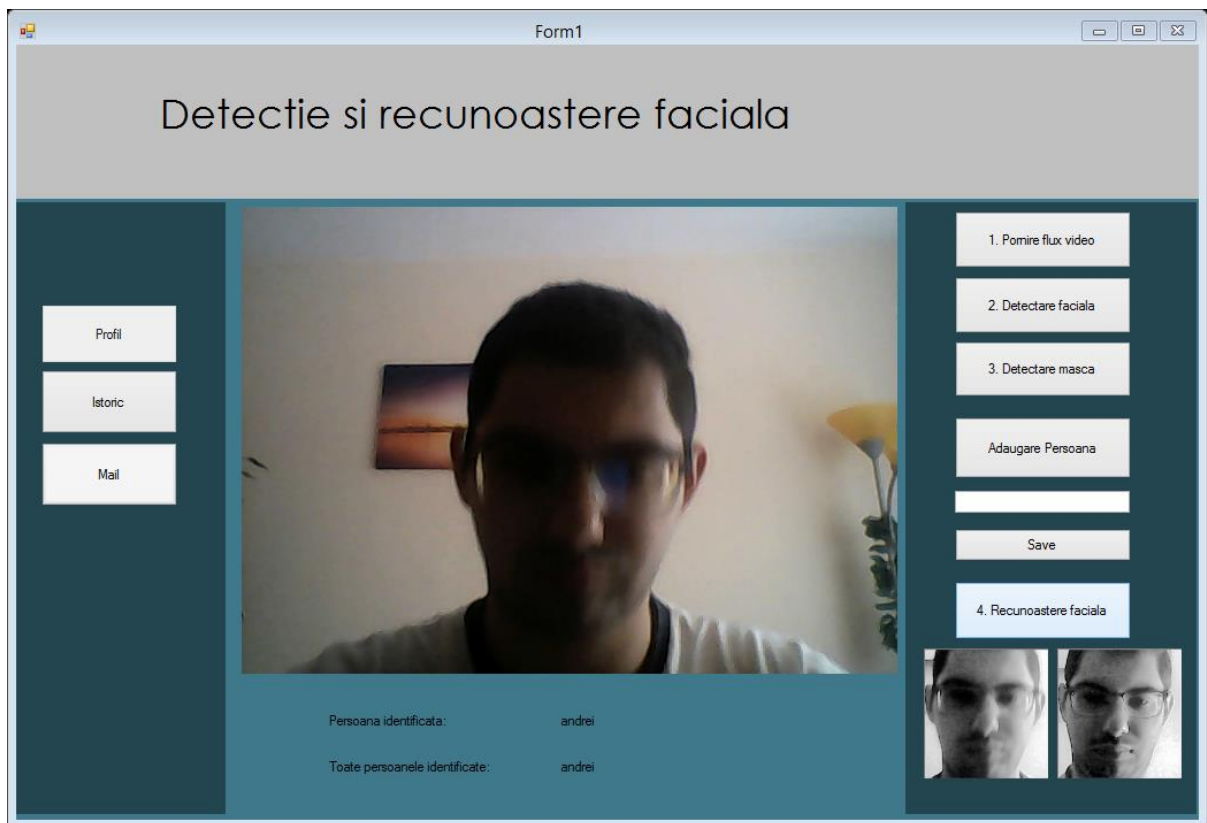 Form1
Detectie si recunoastere faciala
Profil
Istoric
Mail
1. Pornire flux video
2. Detectare faciala
3. Detectare masca
Adaugare Persoana
Save
4. Recunoastere faciala
Persoana identificata: andrei
Toate persoanele identificate: andrei